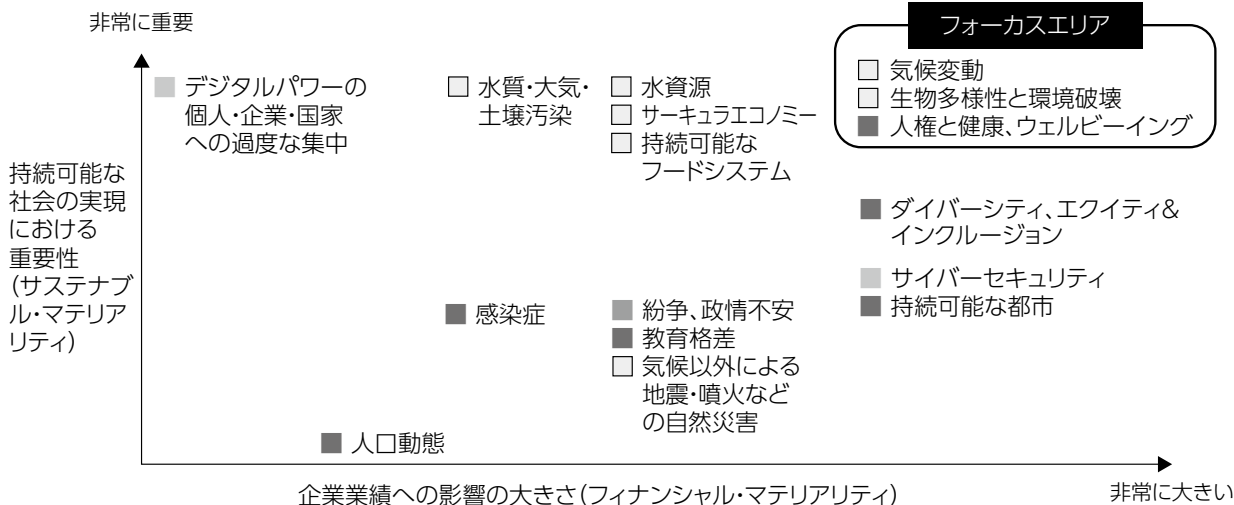 非常に重要
フォーカスエリア
気候変動
生物多様性と環境破壊
人権と健康、ウェルビーイング
デジタルパワーの
個人・企業・国家
への過度な集中
水質・大気・
土壌汚染
水資源
サーキュラエコノミー
持続可能な
フードシステム
持続可能な
社会の実現
における
重要性
(サステナブ
ル・マテリア
リティ)
ダイバーシティ、エクイティ&
インクルージョン
サイバーセキュリティ
持続可能な都市
感染症
紛争、政情不安
教育格差
気候以外による
地震・噴火など
の自然災害
人口動態
企業業績への影響の大きさ(フィナンシャル・マテリアリティ)
非常に大きい